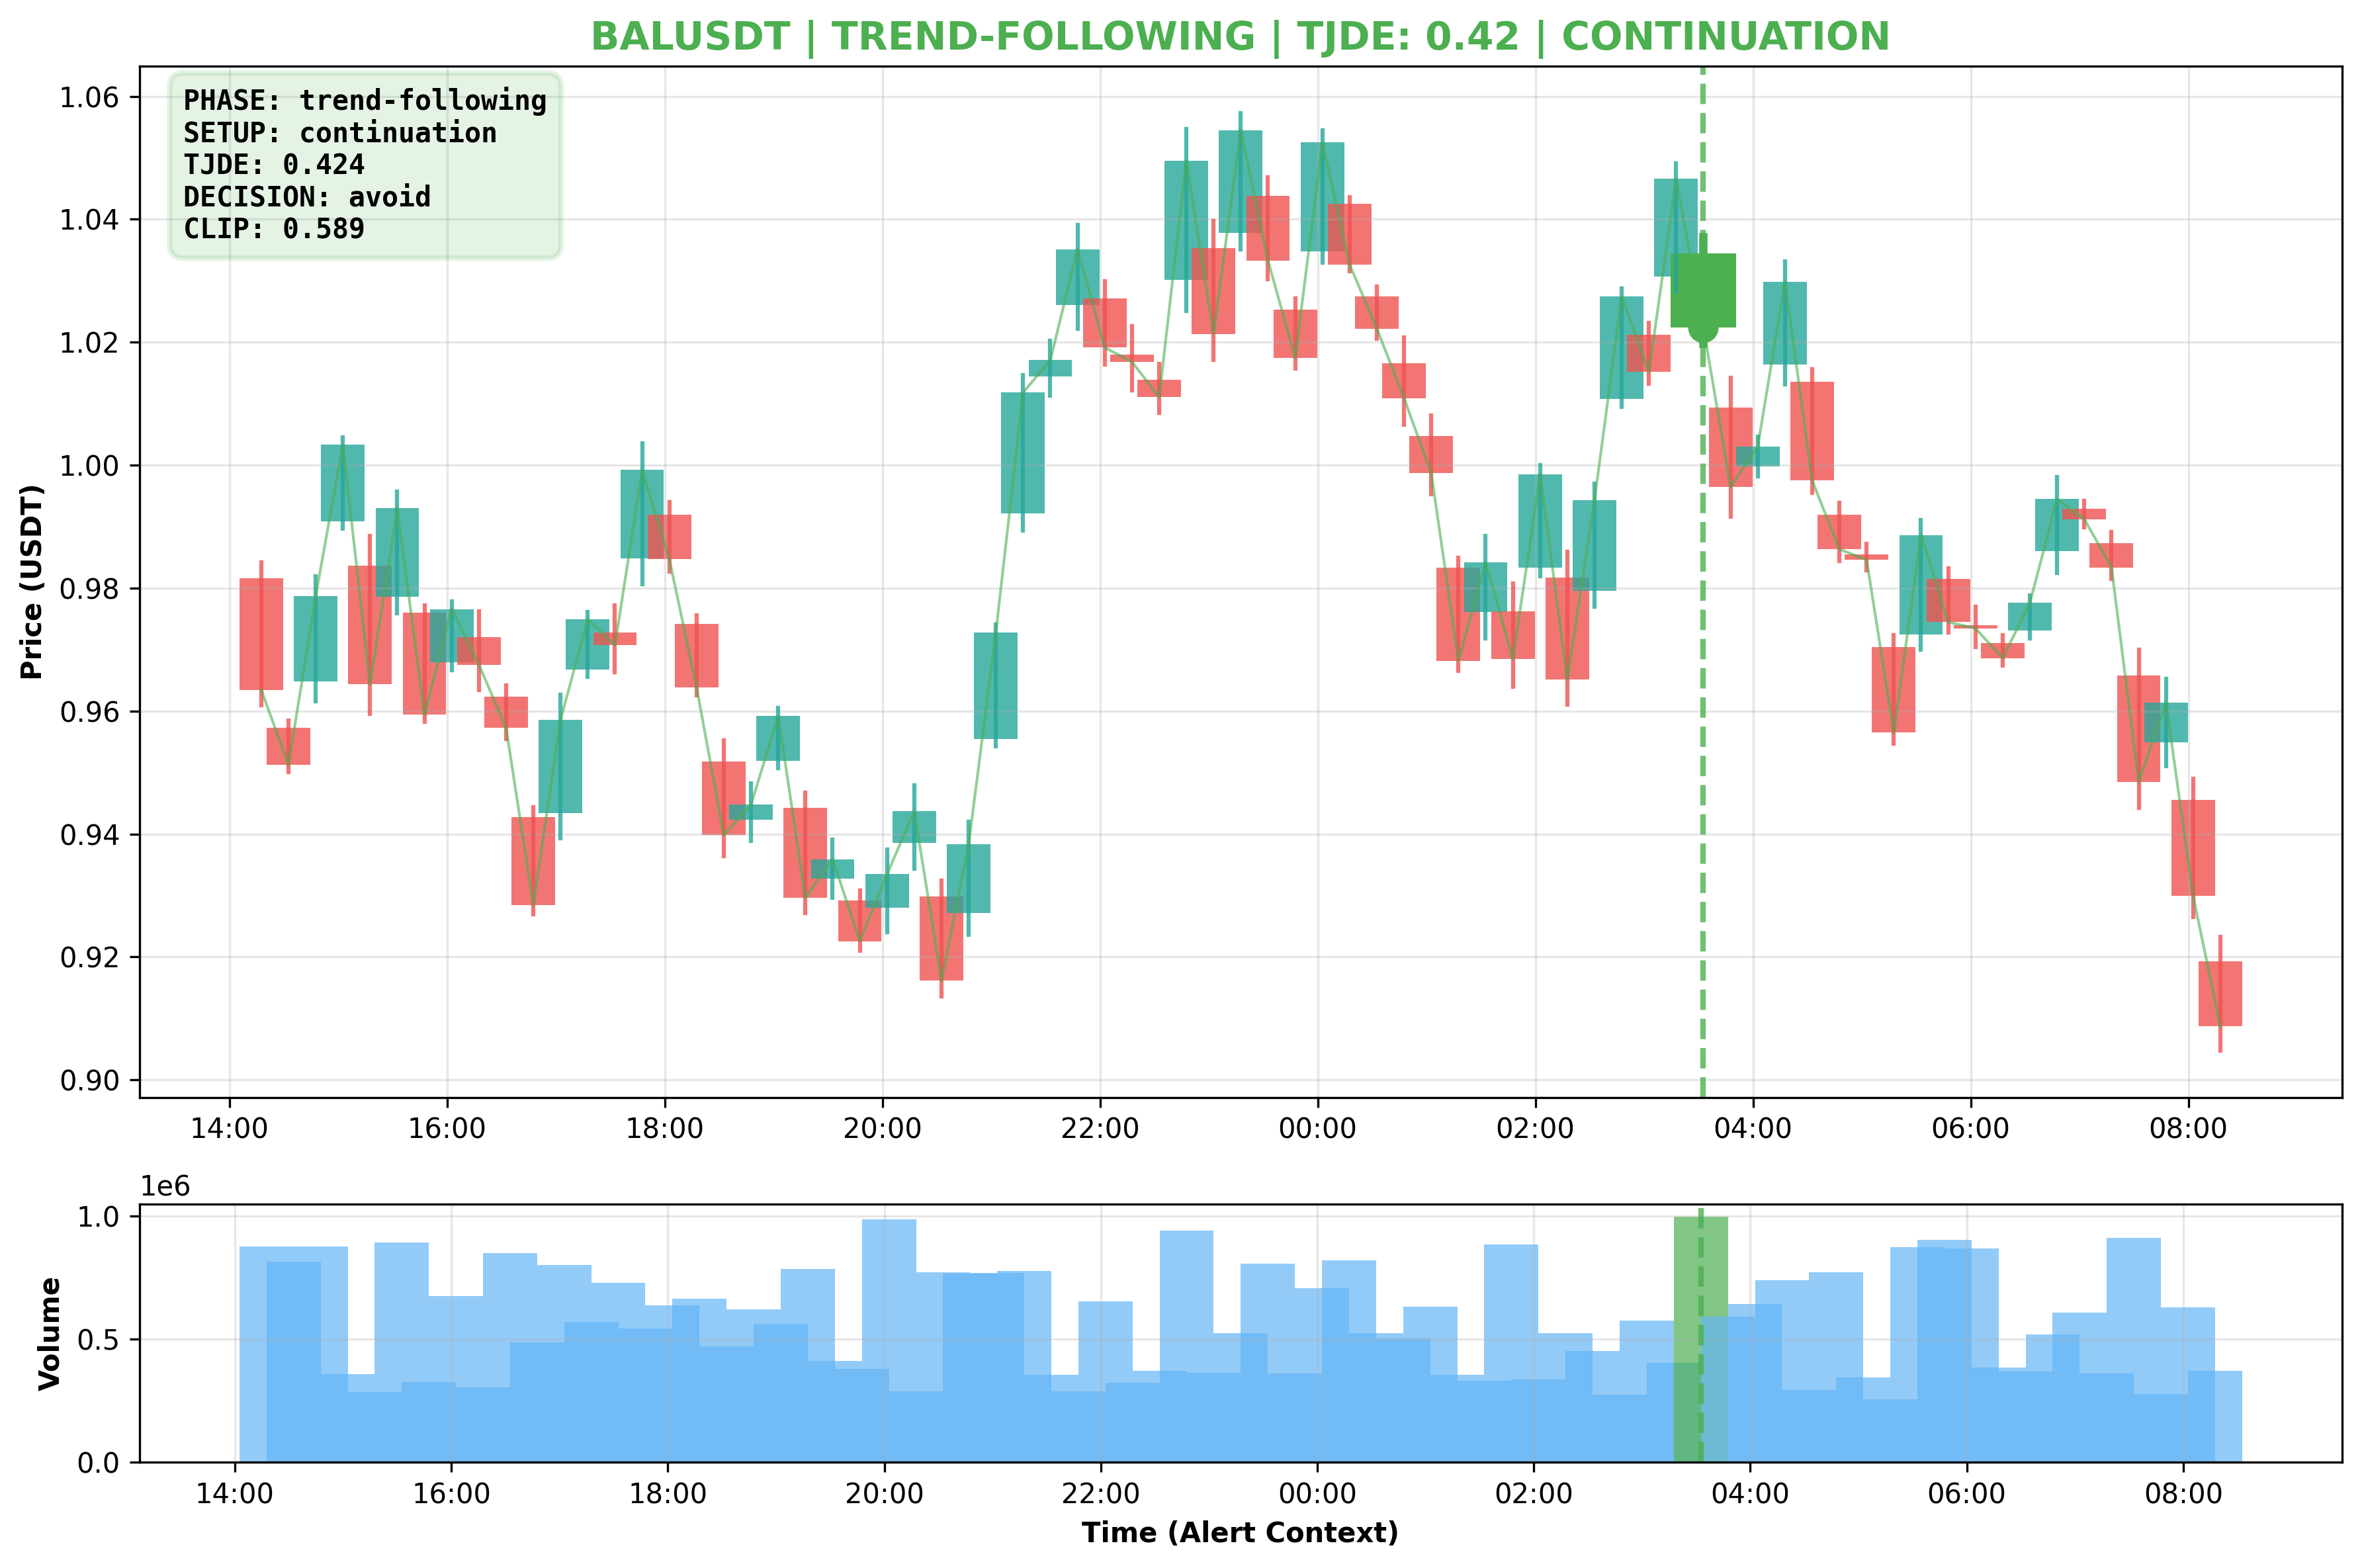 BALUSDT | TREND-FOLLOWING | TJDE: 0.42 | CONTINUATION
PHASE: trend-following
SETUP: continuation
TJDE: 0.424
DECISION: avoid
CLIP: 0.589
Price (USDT)
1.06
1.04
1.02
1.00
0.98
0.96
0.94
0.92
0.90
14:00 16:00 18:00 20:00 22:00 00:00 02:00 04:00 06:00 08:00
1e6
Volume
1.0
0.5
0.0
14:00 16:00 18:00 20:00 22:00 00:00 02:00 04:00 06:00 08:00
Time (Alert Context)